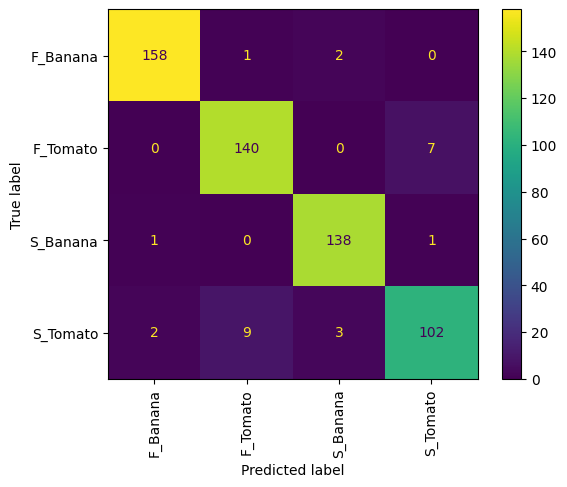 F_Banana 158 1 2 0
F_Tomato 0 140 0 7
S_Banana 1 0 138 1
S_Tomato 2 9 3 102
F_Banana F_Tomato S_Banana S_Tomato
Predicted label
True label
140
120
100
80
60
40
20
0